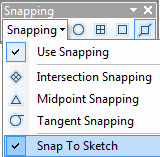 Snapping
Snapping
Use Snapping
Intersection Snapping
Midpoint Snapping
Tangent Snapping
Snap To Sketch